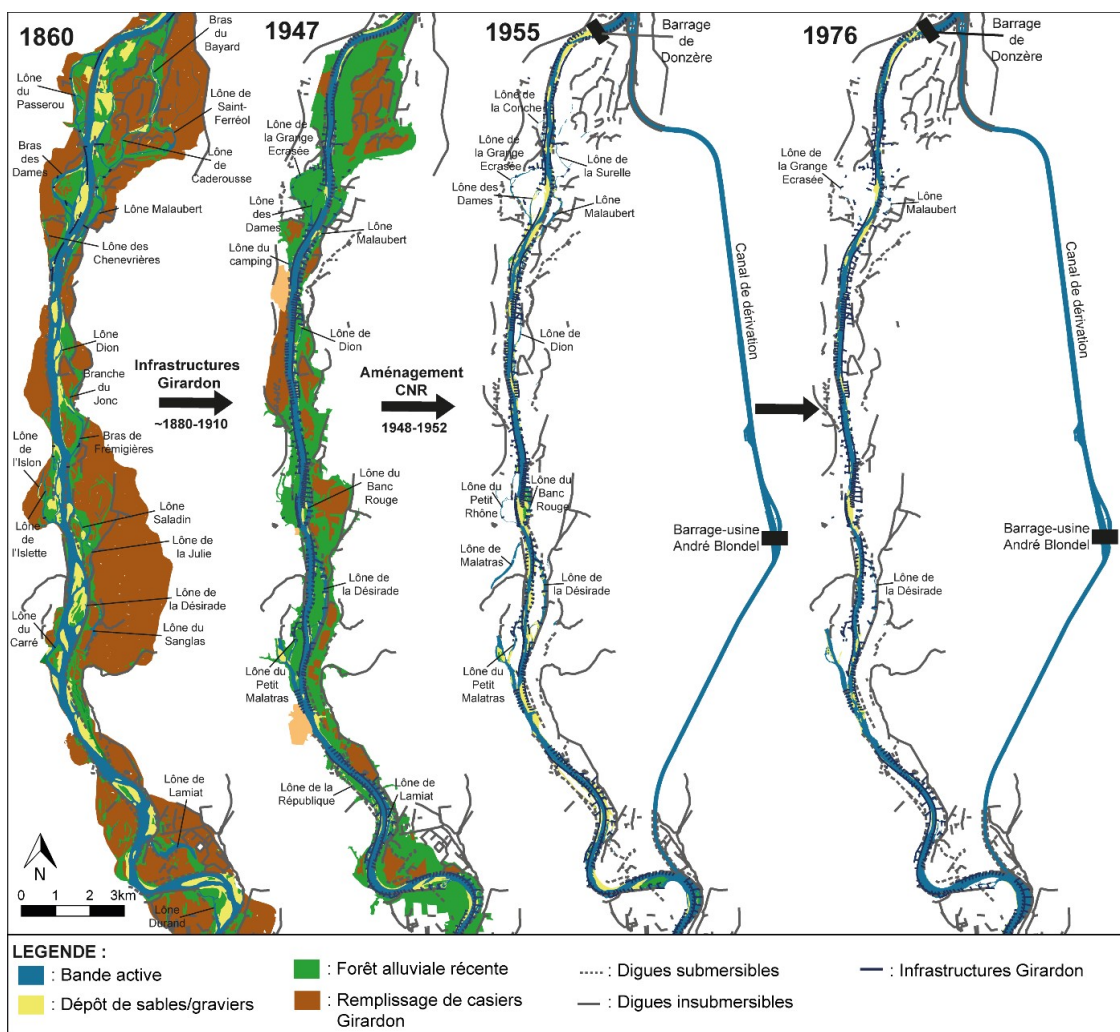 1860
Bras
du
Bayard
Lône
du
Passerou
Lône de
Saint-
Ferréol
Bras
des
Dames
Lône
de
Caderousse
Lône Malaubert
Lône des
Chenevrières
Lône
Dion
Branche
du
Jonc
Bras de
Frémigières
Lône
de
l'Islon
Lône
Saladin
Lône
de
l'Islette
Lône de
la Julie
Lône
de la
Désirade
Lône
du
Carré
Lône du
Sanglas
Lône de
Lamiat
Lône
Durand
N
0 1 2 3km
Infrastructures
Girardon
~1880-1910
1947
Lône de
la Grange
Ecrasée
Lône
des
Dames
Lône
Malaubert
Lône du
camping
Lône de
Dion
Lône du
Banc
Rouge
Lône de
la Désirade
Lône du
Petit
Malatras
Lône de la
République
Lône de
Lamiat
Aménagement
CNR
1948-1952
1955
Barrage
de
Donzère
Lône de
la Conche
Lône de
la Grange
Ecrasée
Lône de
la Surelle
Lône des
Dames
Lône
Malaubert
Lône de
Dion
Canal de dérivation
Lône du
Petit
Rhône
Lône du
Banc
Rouge
Lône de
Malatras
Lône de
la Désirade
Barrage-usine
André Blondel
Lône du
Petit
Malatras
1976
Barrage
de
Donzère
Lône de
la Grange
Ecrasée
Lône
Malaubert
Canal de dérivation
Barrage-usine
André Blondel
Lône de
la Désirade
LEGENDE :
: Bande active
: Dépôt de sables/graviers
: Forêt alluviale récente
: Remplissage de casiers
Girardon
: Digues submersibles
: Digues insubmersibles
: Infrastructures Girardon